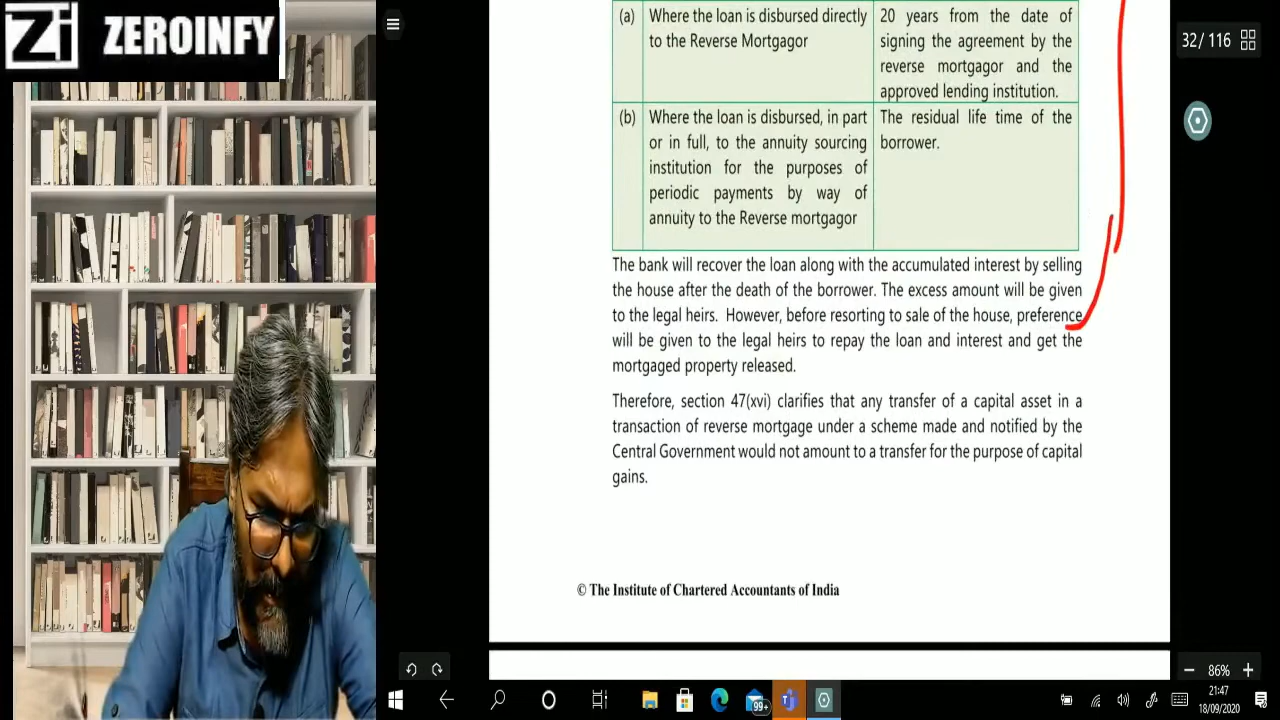 Zi ZEROINFY
32/ 116
(a) Where the loan is disbursed directly to the Reverse Mortgagor
20 years from the date of signing the agreement by the reverse mortgagor and the approved lending institution.
(b) Where the loan is disbursed, in part or in full, to the annuity sourcing institution for the purposes of periodic payments by way of annuity to the Reverse mortgagor
The residual life time of the borrower.
The bank will recover the loan along with the accumulated interest by selling
the house after the death of the borrower. The excess amount will be given
to the legal heirs. However, before resorting to sale of the house, preference
will be given to the legal heirs to repay the loan and interest and get the
mortgaged property released.
Therefore, section 47(xvi) clarifies that any transfer of a capital asset in a
transaction of reverse mortgage under a scheme made and notified by the
Central Government would not amount to a transfer for the purpose of capital
gains.
© The Institute of Chartered Accountants of India
86%
99+
21:47
18/09/2020